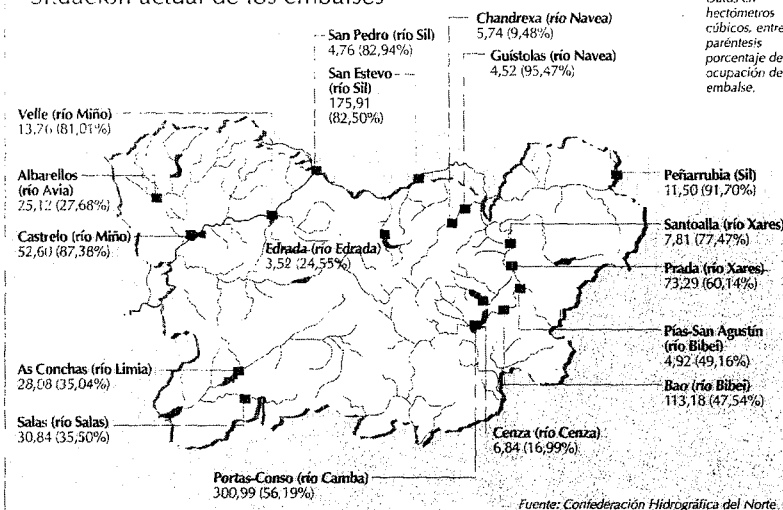 Situación actual de los embalses
hectómetros
cúbicos, entre
paréntesis
porcentaje de
ocupación del
embalse.
Chandrexa (río Navea)
5,74 (9,48%)
San Pedro (río Sil)
4,76 (82,94%)
Guístolas (río Navea)
4,52 (95,47%)
San Estevo
(río Sil)
175,91
(82,50%)
Velle (río Miño)
13,76 (81,01%)
Albarellos
(río Avia)
25,12 (27,68%)
Castrelo (río Miño)
52,60 (87,38%)
Edrada (río Edrada)
3,52 (24,55%)
Peñarrubia (Sil)
11,50 (91,70%)
Santoalla (río Xares)
7,81 (77,47%)
Prada (río Xares)
73,29 (60,14%)
Pías-San Agustín
(río Bibei)
4,92 (49,16%)
Bao (río Bibei)
113,18 (47,54%)
As Conchas (río Limia)
28,08 (35,04%)
Salas (río Salas)
30,84 (35,50%)
Cenza (río Cenza)
6,84 (16,99%)
Portas-Conso (río Camba)
300,99 (56,19%)
Fuente: Confederación Hidrográfica del Norte